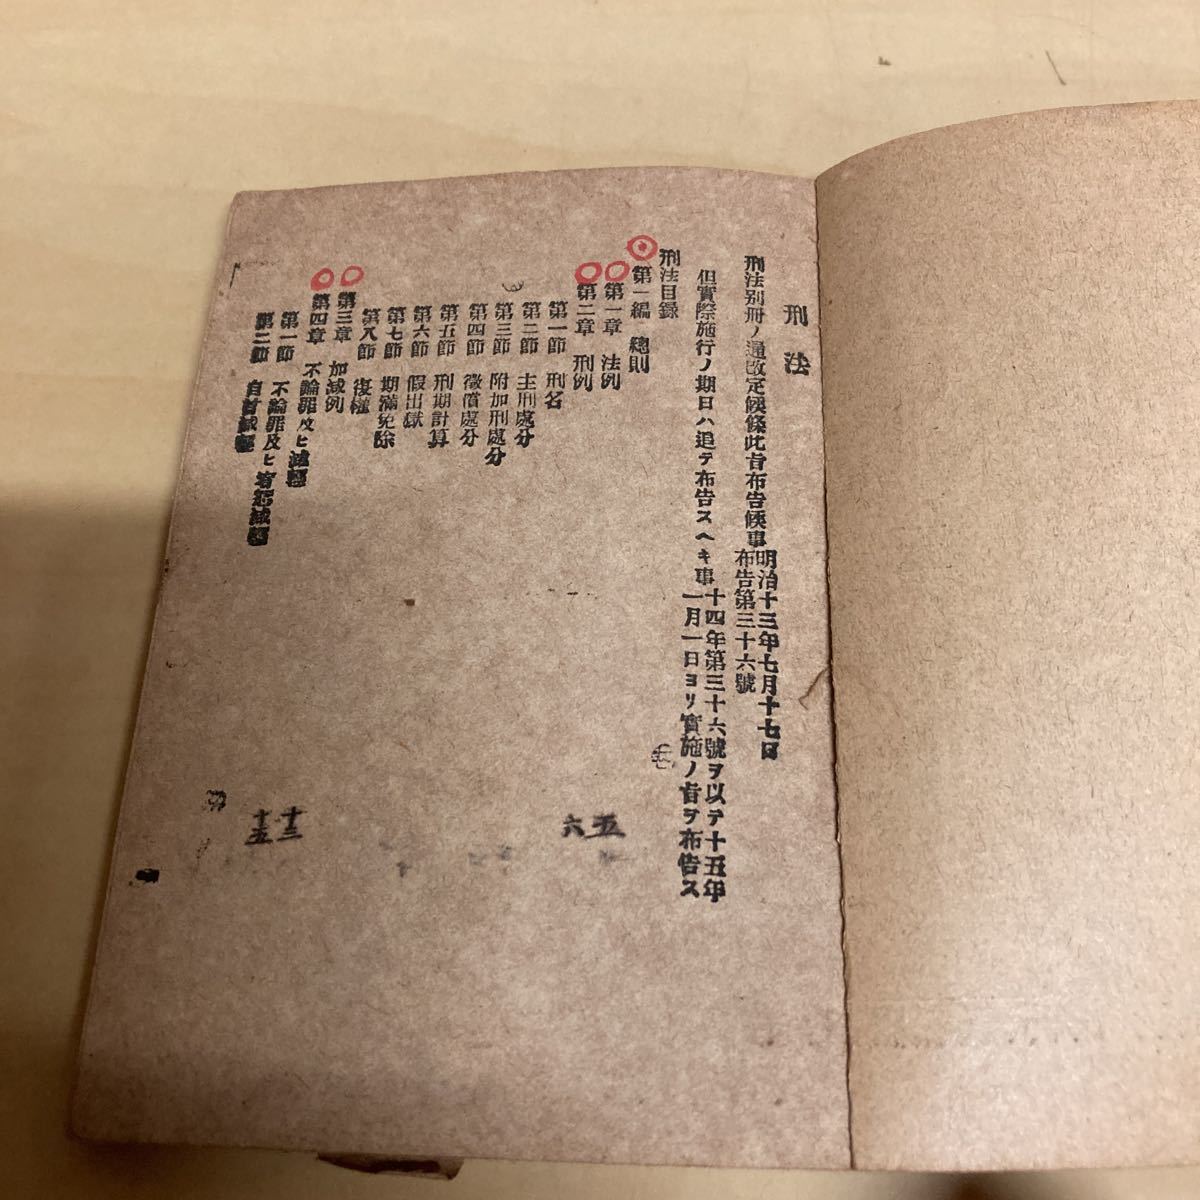 刑法
刑法別冊ノ通改定候條此旨布告候事
明治十三年七月十七日
布告第三十六號
但實際施行ノ期日ハ追テ布告スヘキ事
十四年第三十六號ヲ以テ十五年
一月一日ヨリ實施ノ旨ヲ布告ス
刑法目録
第一編 總則
第一章 法例
第二章 刑例
第一節 刑名
第二節 主刑處分
第三節 附加刑處分
第四節 徴償處分
第五節 刑期計算
第六節 假出獄
第七節 期滿免除
第八節 復權
第三章 加減例
第四章 不論罪及ヒ減輕
第一節 不論罪及ヒ宥恕減輕
第二節 自首減輕
五
六
十三
十五